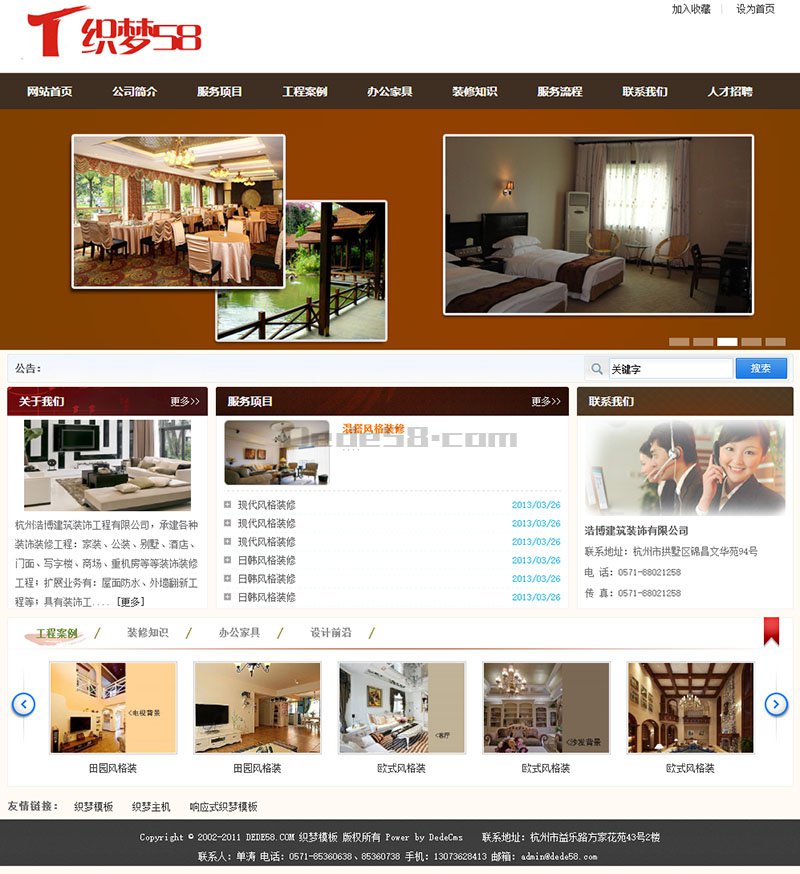 加入收藏 设为首页
织梦58
网站首页 公司简介 服务项目 工程案例 办公家具 装修知识 服务流程 联系我们 人才招聘
公告: 关键字 搜索
关于我们 更多>>
杭州浩博建筑装饰工程有限公司，承建各种
装饰装修工程：家装、公装、别墅、酒店、
门面、写字楼、商场、重机房等等装饰装修
工程；扩展业务有：屋面防水、外墙翻新工
程等；具有装饰工.... [更多]
服务项目 更多>>
混搭风格装修
....
Dede58.com
现代风格装修 2013/03/26
现代风格装修 2013/03/26
现代风格装修 2013/03/26
日韩风格装修 2013/03/26
日韩风格装修 2013/03/26
日韩风格装修 2013/03/26
联系我们
浩博建筑装饰有限公司
联系地址：杭州市拱墅区锦昌文华苑94号
电 话：0571-88021258
传 真：0571-88021258
工程案例 / 装修知识 / 办公家具 / 设计前沿 /
<电视背景
<客厅
<沙发背景
田园风格装 田园风格装 欧式风格装 欧式风格装 欧式风格装
友情链接： 织梦模板 织梦主机 响应式织梦模板
Copyright © 2002-2011 DEDE58.COM 织梦模板 版权所有 Power by DedeCms 联系地址：杭州市益乐路方家花苑43号2楼
联系人：单涛 电话：0571-85360638、85360738 手机：13073628413 邮箱：admin@dede58.com